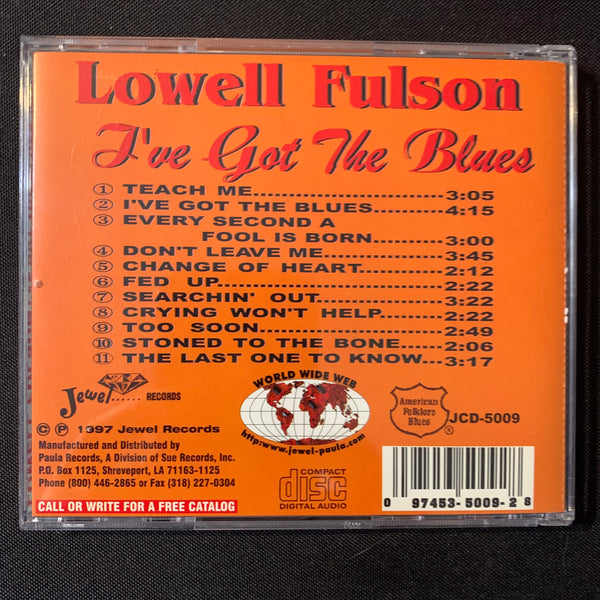 Lowell Fulson
I've Got The Blues
① TEACH ME........................3:05
② I'VE GOT THE BLUES..........4:15
③ EVERY SECOND A
FOOL IS BORN..........3:00
④ DON'T LEAVE ME................3:45
⑤ CHANGE OF HEART............2:12
⑥ FED UP............................2:22
⑦ SEARCHIN' OUT................3:22
⑧ CRYING WON'T HELP..........2:22
⑨ TOO SOON........................2:49
⑩ STONED TO THE BONE.......2:06
⑪ THE LAST ONE TO KNOW.....3:17
Jewel...... RECORDS
WORLD WIDE WEB
http:www.jewel-paula.com
American
Folklore
Blues
®
JCD-5009
© ℗ 1997 Jewel Records
Manufactured and Distributed by
Paula Records, A Division of Sue Records, Inc.
P.O. Box 1125, Shreveport, LA 71163-1125
Phone (800) 446-2865 or Fax (318) 227-0304
CALL OR WRITE FOR A FREE CATALOG
COMPACT
disc
DIGITAL AUDIO
0 97453-5009-2 8